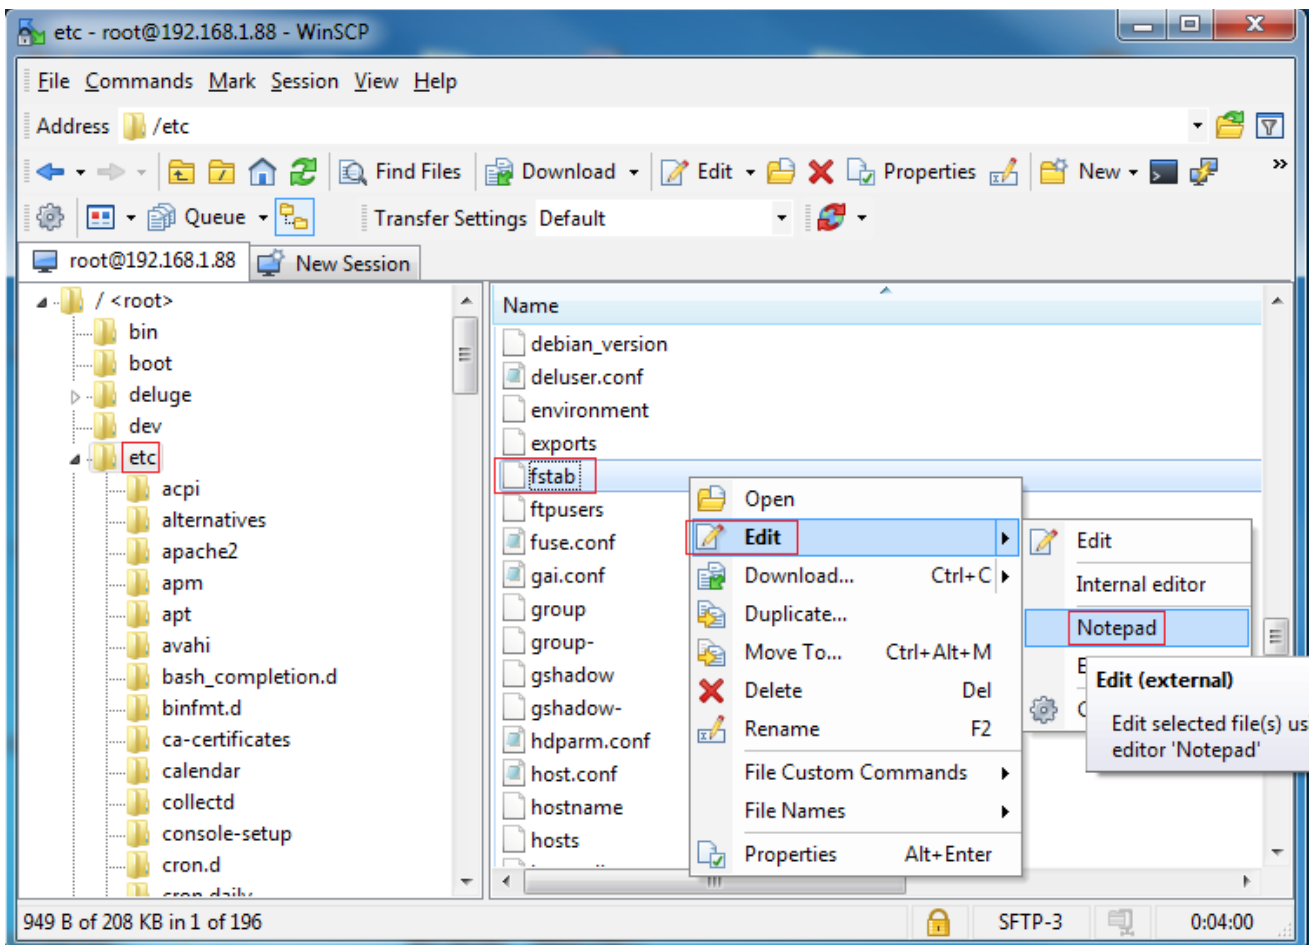 etc - root@192.168.1.88 - WinSCP
File Commands Mark Session View Help
Address /etc
Find Files Download Edit Properties New »
Queue Transfer Settings Default
root@192.168.1.88 New Session
/ <root>
bin
boot
deluge
dev
etc
acpi
alternatives
apache2
apm
apt
avahi
bash_completion.d
binfmt.d
ca-certificates
calendar
collectd
console-setup
cron.d
cron.daily
Name
debian_version
deluser.conf
environment
exports
fstab
ftpusers
fuse.conf
gai.conf
group
group-
gshadow
gshadow-
hdparm.conf
host.conf
hostname
hosts
Open
Edit
Download... Ctrl+C
Duplicate...
Move To... Ctrl+Alt+M
Delete Del
Rename F2
File Custom Commands
File Names
Properties Alt+Enter
Edit
Internal editor
Notepad
Edit (external)
Edit selected file(s) us
editor 'Notepad'
949 B of 208 KB in 1 of 196
SFTP-3
0:04:00